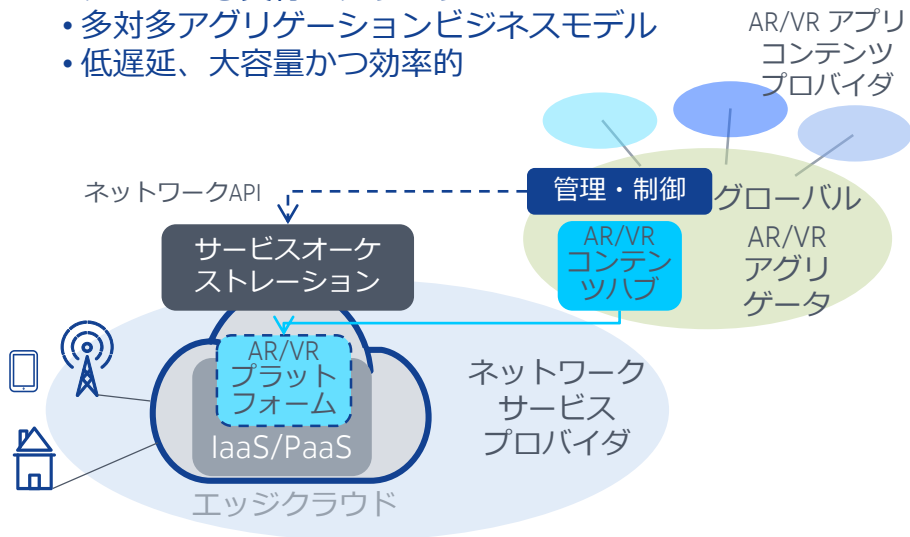 • 多対多アグリゲーションビジネスモデル
• 低遅延、大容量かつ効率的
AR/VR アプリ
コンテンツ
プロバイダ
ネットワークAPI
管理・制御
グローバル
AR/VR
アグリ
ゲータ
サービスオーケ
ストレーション
AR/VR
コンテン
ツハブ
AR/VR
プラット
フォーム
IaaS/PaaS
ネットワーク
サービス
プロバイダ
エッジクラウド